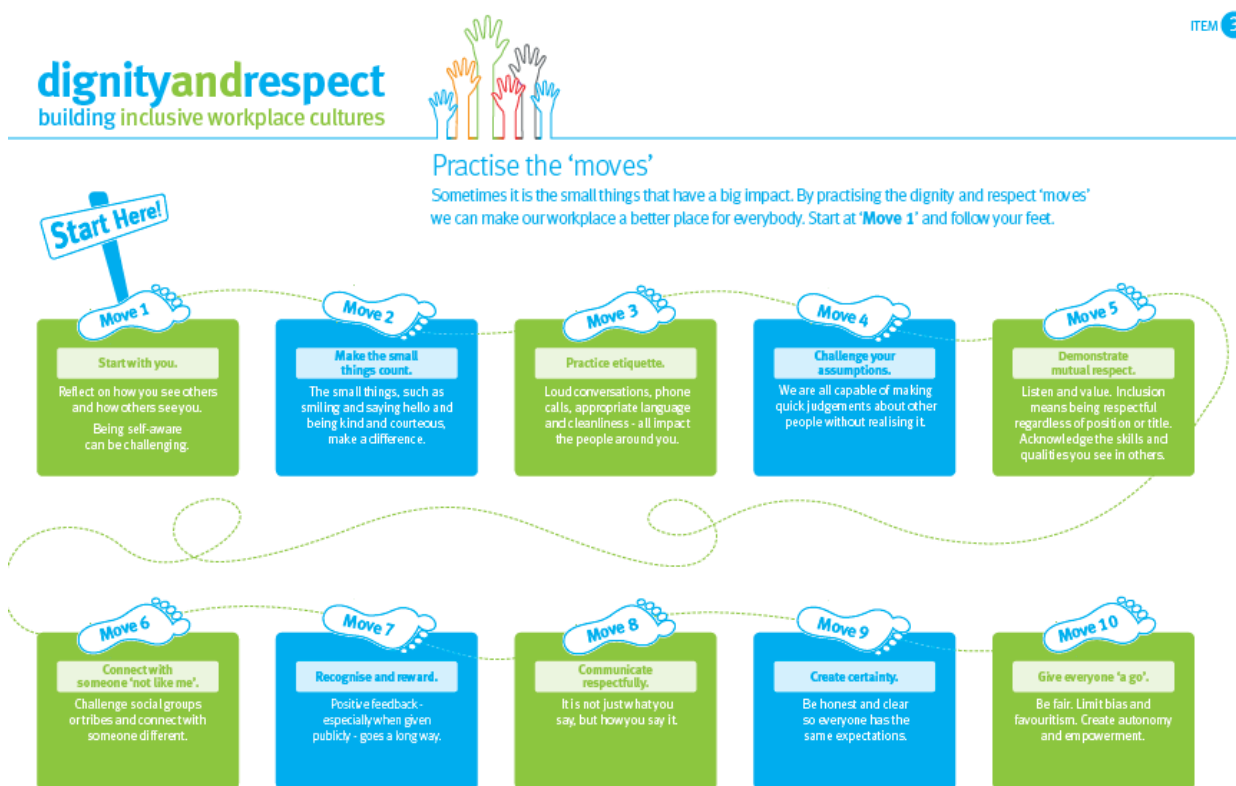 ITEM 3
dignityandrespect
building inclusive workplace cultures
Practise the ‘moves’
Sometimes it is the small things that have a big impact. By practising the dignity and respect ‘moves’
we can make our workplace a better place for everybody. Start at ‘Move 1’ and follow your feet.
Start Here!
Move 1
Start with you.
Reflect on how you see others
and how others see you.
Being self-aware
can be challenging.
Move 2
Make the small
things count.
The small things, such as
smiling and saying hello and
being kind and courteous,
make a difference.
Move 3
Practice etiquette.
Loud conversations, phone
calls, appropriate language
and cleanliness - all impact
the people around you.
Move 4
Challenge your
assumptions.
We are all capable of making
quick judgements about other
people without realising it.
Move 5
Demonstrate
mutual respect.
Listen and value. Inclusion
means being respectful
regardless of position or title.
Acknowledge the skills and
qualities you see in others.
Move 6
Connect with
someone 'not like me'.
Challenge social groups
or tribes and connect with
someone different.
Move 7
Recognise and reward.
Positive feedback -
especially when given
publicly - goes a long way.
Move 8
Communicate
respectfully.
It is not just what you
say, but how you say it.
Move 9
Create certainty.
Be honest and clear
so everyone has the
same expectations.
Move 10
Give everyone 'a go'.
Be fair. Limit bias and
favouritism. Create autonomy
and empowerment.